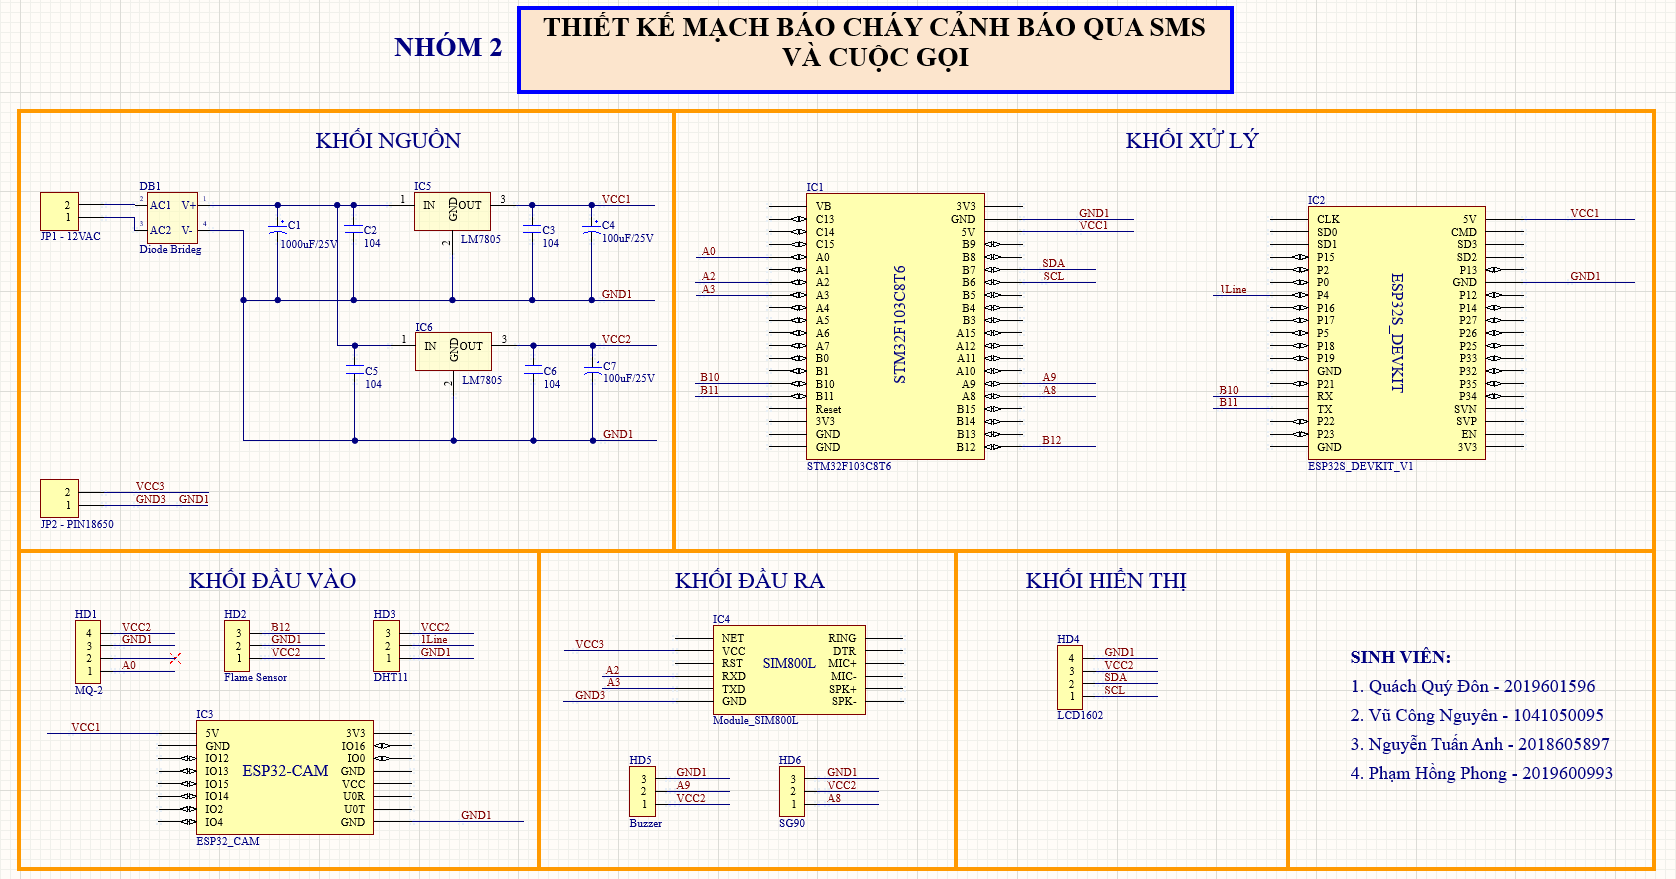 NHÓM 2
THIẾT KẾ MẠCH BÁO CHÁY CẢNH BÁO QUA SMS
VÀ CUỘC GỌI
KHỐI NGUỒN
JP1 - 12VAC
2
1
DB1
AC1 V+
AC2 V-
2
3
1
4
Diode Brideg
C1
1000uF/25V
C2
104
IC5
1 IN GND OUT 3
2
LM7805
C3
104
C4
100uF/25V
VCC1
GND1
IC6
1 IN GND OUT 3
2
LM7805
C5
104
C6
104
C7
100uF/25V
VCC2
GND1
2 VCC3
1 GND3 GND1
JP2 - PIN18650
KHỐI XỬ LÝ
IC1
STM32F103C8T6
VB 3V3
C13 GND GND1
C14 5V VCC1
C15 B9
A0 A0 B8
A1 B7 SDA
A2 A2 B6 SCL
A3 A3 B5
A4 B4
A5 B3
A6 A15
A7 A12
B0 A11
B1 A10
B10 B10 A9 A9
B11 B11 A8 A8
Reset B15
3V3 B14
GND B13
GND B12 B12
STM32F103C8T6
IC2
ESP32S_DEVKIT
CLK 5V VCC1
SD0 CMD
SD1 SD3
P15 SD2
P2 P13
P0 GND GND1
1Line P4 P12
P16 P14
P17 P27
P5 P26
P18 P25
P19 P33
GND P32
P21 P35
B10 RX P34
B11 TX SVN
P22 SVP
P23 EN
GND 3V3
ESP32S_DEVKIT_V1
KHỐI ĐẦU VÀO
HD1
4 VCC2
3 GND1
2
1 A0
MQ-2
HD2
3 B12
2 GND1
1 VCC2
Flame Sensor
HD3
3 VCC2
2 1Line
1 GND1
DHT11
IC3
ESP32-CAM
VCC1 5V 3V3
GND IO16
IO12 IO0
IO13 GND
IO15 VCC
IO14 U0R
IO2 U0T
IO4 GND GND1
ESP32_CAM
KHỐI ĐẦU RA
IC4
SIM800L
NET RING
VCC3 VCC DTR
RST MIC+
A2 RXD MIC-
A3 TXD SPK+
GND3 GND SPK-
Module_SIM800L
HD5
3 GND1
2 A9
1 VCC2
Buzzer
HD6
3 GND1
2 VCC2
1 A8
SG90
KHỐI HIỂN THỊ
HD4
4 GND1
3 VCC2
2 SDA
1 SCL
LCD1602
SINH VIÊN:
1. Quách Quý Đôn - 2019601596
2. Vũ Công Nguyên - 1041050095
3. Nguyễn Tuấn Anh - 2018605897
4. Phạm Hồng Phong - 2019600993